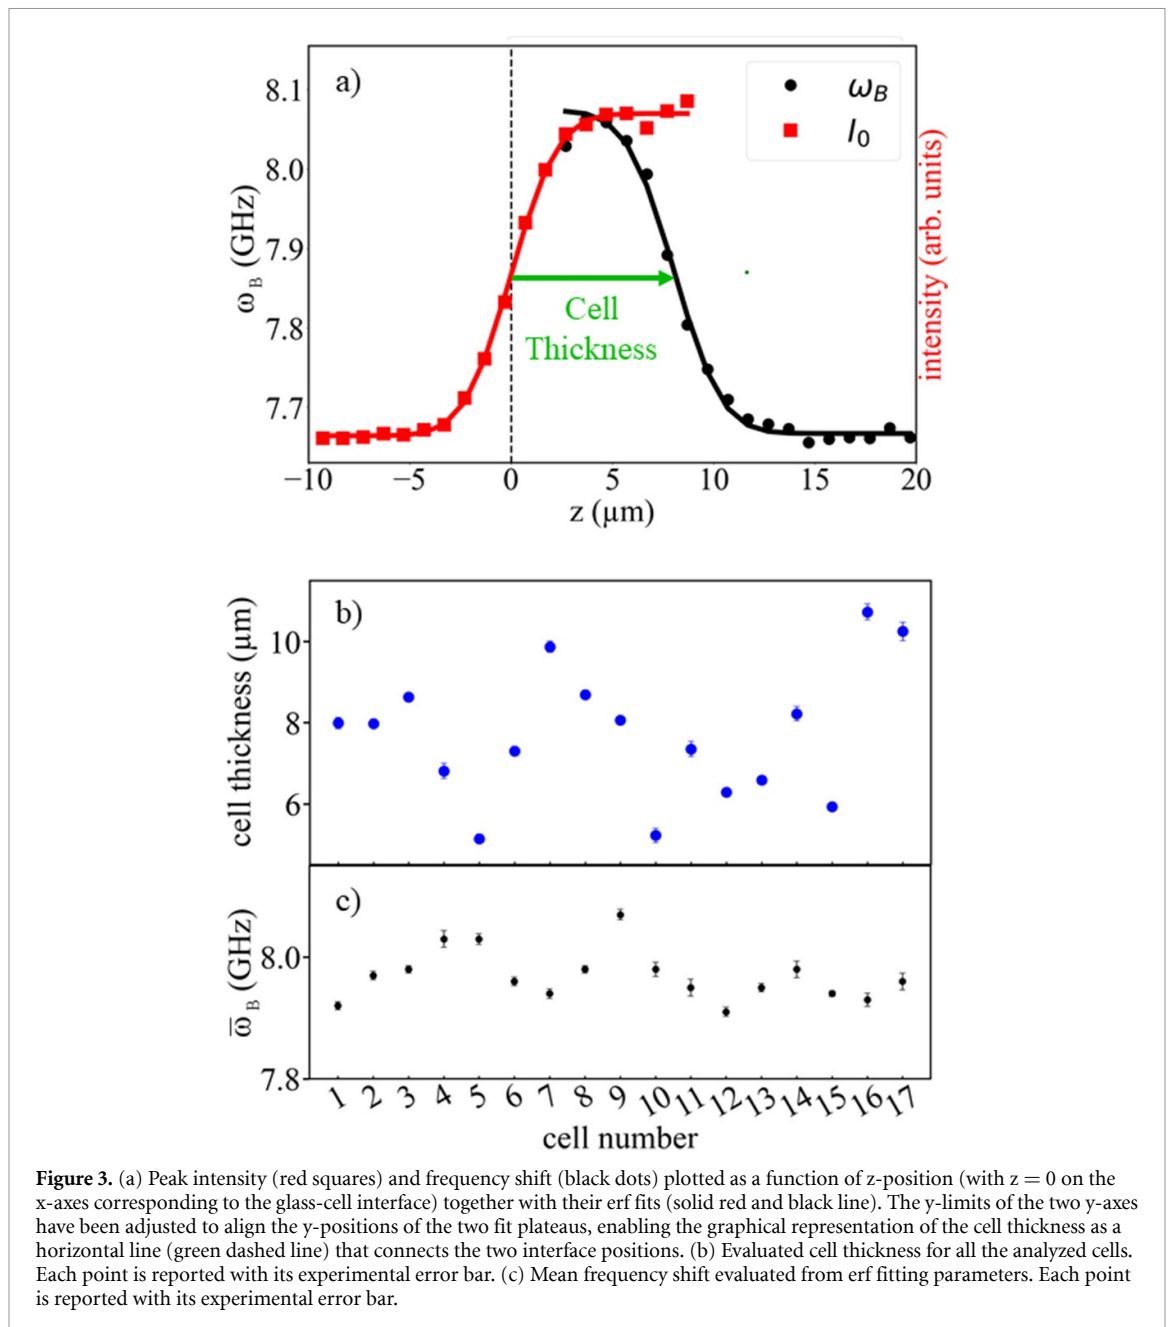 a)
ω_B
I_0
8.1
8.0
7.9
7.8
7.7
ω_B (GHz)
intensity (arb. units)
Cell
Thickness
−10 −5 0 5 10 15 20
z (μm)
b)
10
8
6
cell thickness (μm)
c)
8.0
7.8
ω̅_B (GHz)
1 2 3 4 5 6 7 8 9 10 11 12 13 14 15 16 17
cell number
Figure 3. (a) Peak intensity (red squares) and frequency shift (black dots) plotted as a function of z-position (with z = 0 on the
x-axes corresponding to the glass-cell interface) together with their erf fits (solid red and black line). The y-limits of the two y-axes
have been adjusted to align the y-positions of the two fit plateaus, enabling the graphical representation of the cell thickness as a
horizontal line (green dashed line) that connects the two interface positions. (b) Evaluated cell thickness for all the analyzed cells.
Each point is reported with its experimental error bar. (c) Mean frequency shift evaluated from erf fitting parameters. Each point
is reported with its experimental error bar.